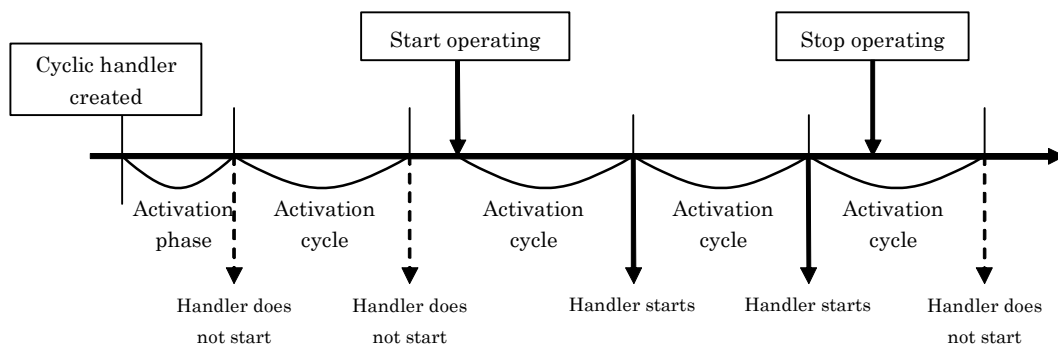 Start operating
Stop operating
Cyclic handler
created
Activation
phase
Activation
cycle
Activation
cycle
Activation
cycle
Activation
cycle
Handler does
not start
Handler does
not start
Handler starts
Handler starts
Handler does
not start